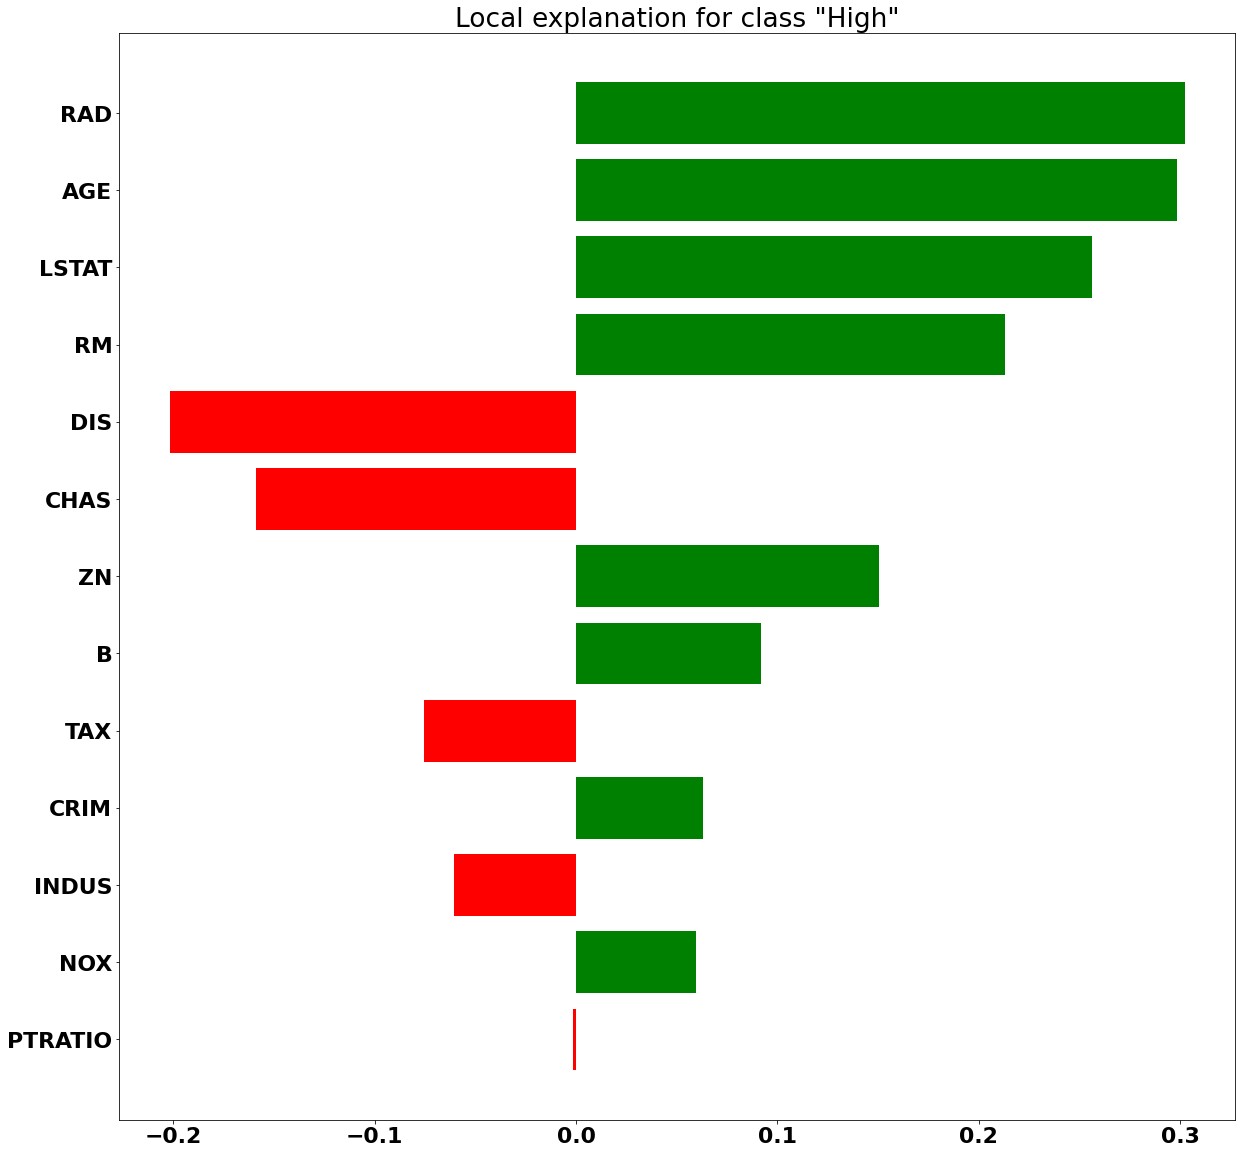 Local explanation for class "High"
RAD
AGE
LSTAT
RM
DIS
CHAS
ZN
B
TAX
CRIM
INDUS
NOX
PTRATIO
−0.2 −0.1 0.0 0.1 0.2 0.3